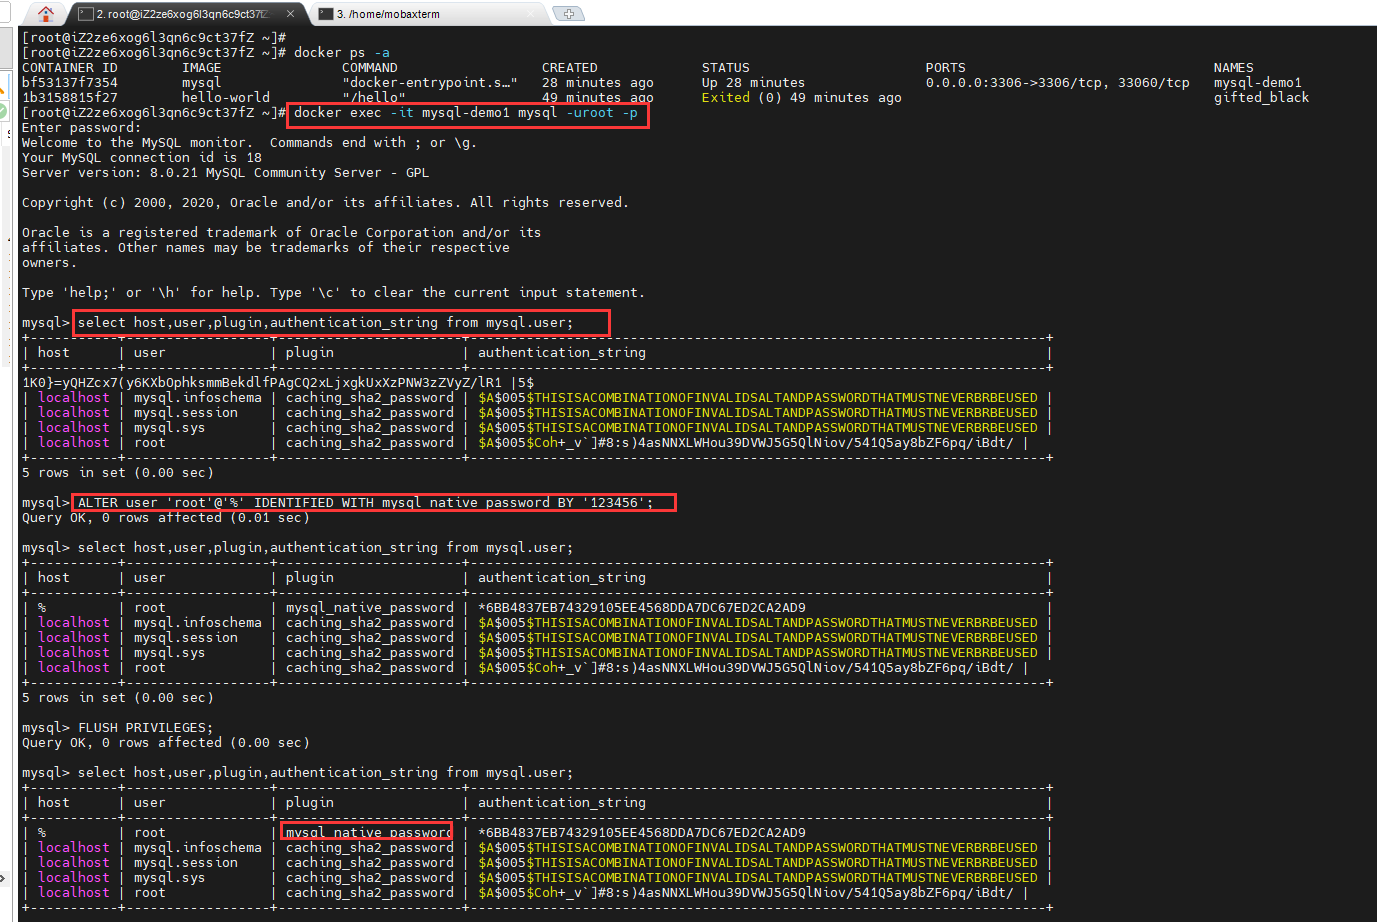 2. root@iZ2ze6xog6l3qn6c9ct37fZ
3. /home/mobaxterm
[root@iZ2ze6xog6l3qn6c9ct37fZ ~]#
[root@iZ2ze6xog6l3qn6c9ct37fZ ~]# docker ps -a
CONTAINER ID        IMAGE               COMMAND                  CREATED             STATUS                      PORTS                               NAMES
bf53137f7354        mysql               "docker-entrypoint.s…"   28 minutes ago      Up 28 minutes               0.0.0.0:3306->3306/tcp, 33060/tcp   mysql-demo1
1b3158815f27        hello-world         "/hello"                 49 minutes ago      Exited (0) 49 minutes ago                                       gifted_black
[root@iZ2ze6xog6l3qn6c9ct37fZ ~]# docker exec -it mysql-demo1 mysql -uroot -p
Enter password:
Welcome to the MySQL monitor.  Commands end with ; or \g.
Your MySQL connection id is 18
Server version: 8.0.21 MySQL Community Server - GPL
Copyright (c) 2000, 2020, Oracle and/or its affiliates. All rights reserved.
Oracle is a registered trademark of Oracle Corporation and/or its
affiliates. Other names may be trademarks of their respective
owners.
Type 'help;' or '\h' for help. Type '\c' to clear the current input statement.
mysql> select host,user,plugin,authentication_string from mysql.user;
+-----------+------------------+-----------------------+------------------------------------------------------------------------+
| host      | user             | plugin                | authentication_string                                                  |
+-----------+------------------+-----------------------+------------------------------------------------------------------------+
1K0}=yQHZcx7(y6KXbOphksmmBekdlfPAgCQ2xLjxgkUxXzPNW3zZVyZ/lR1 |5$
| localhost | mysql.infoschema | caching_sha2_password | $A$005$THISISACOMBINATIONOFINVALIDSALTANDPASSWORDTHATMUSTNEVERBRBEUSED |
| localhost | mysql.session    | caching_sha2_password | $A$005$THISISACOMBINATIONOFINVALIDSALTANDPASSWORDTHATMUSTNEVERBRBEUSED |
| localhost | mysql.sys        | caching_sha2_password | $A$005$THISISACOMBINATIONOFINVALIDSALTANDPASSWORDTHATMUSTNEVERBRBEUSED |
| localhost | root             | caching_sha2_password | $A$005$Coh+_v`]#8:s)4asNNXLWHou39DVWJ5G5QlNiov/541Q5ay8bZF6pq/iBdt/ |
+-----------+------------------+-----------------------+------------------------------------------------------------------------+
5 rows in set (0.00 sec)
mysql> ALTER user 'root'@'%' IDENTIFIED WITH mysql_native_password BY '123456';
Query OK, 0 rows affected (0.01 sec)
mysql> select host,user,plugin,authentication_string from mysql.user;
+-----------+------------------+-----------------------+------------------------------------------------------------------------+
| host      | user             | plugin                | authentication_string                                                  |
+-----------+------------------+-----------------------+------------------------------------------------------------------------+
| %         | root             | mysql_native_password | *6BB4837EB74329105EE4568DDA7DC67ED2CA2AD9                              |
| localhost | mysql.infoschema | caching_sha2_password | $A$005$THISISACOMBINATIONOFINVALIDSALTANDPASSWORDTHATMUSTNEVERBRBEUSED |
| localhost | mysql.session    | caching_sha2_password | $A$005$THISISACOMBINATIONOFINVALIDSALTANDPASSWORDTHATMUSTNEVERBRBEUSED |
| localhost | mysql.sys        | caching_sha2_password | $A$005$THISISACOMBINATIONOFINVALIDSALTANDPASSWORDTHATMUSTNEVERBRBEUSED |
| localhost | root             | caching_sha2_password | $A$005$Coh+_v`]#8:s)4asNNXLWHou39DVWJ5G5QlNiov/541Q5ay8bZF6pq/iBdt/ |
+-----------+------------------+-----------------------+------------------------------------------------------------------------+
5 rows in set (0.00 sec)
mysql> FLUSH PRIVILEGES;
Query OK, 0 rows affected (0.00 sec)
mysql> select host,user,plugin,authentication_string from mysql.user;
+-----------+------------------+-----------------------+------------------------------------------------------------------------+
| host      | user             | plugin                | authentication_string                                                  |
+-----------+------------------+-----------------------+------------------------------------------------------------------------+
| %         | root             | mysql_native_password | *6BB4837EB74329105EE4568DDA7DC67ED2CA2AD9                              |
| localhost | mysql.infoschema | caching_sha2_password | $A$005$THISISACOMBINATIONOFINVALIDSALTANDPASSWORDTHATMUSTNEVERBRBEUSED |
| localhost | mysql.session    | caching_sha2_password | $A$005$THISISACOMBINATIONOFINVALIDSALTANDPASSWORDTHATMUSTNEVERBRBEUSED |
| localhost | mysql.sys        | caching_sha2_password | $A$005$THISISACOMBINATIONOFINVALIDSALTANDPASSWORDTHATMUSTNEVERBRBEUSED |
| localhost | root             | caching_sha2_password | $A$005$Coh+_v`]#8:s)4asNNXLWHou39DVWJ5G5QlNiov/541Q5ay8bZF6pq/iBdt/ |
+-----------+------------------+-----------------------+------------------------------------------------------------------------+